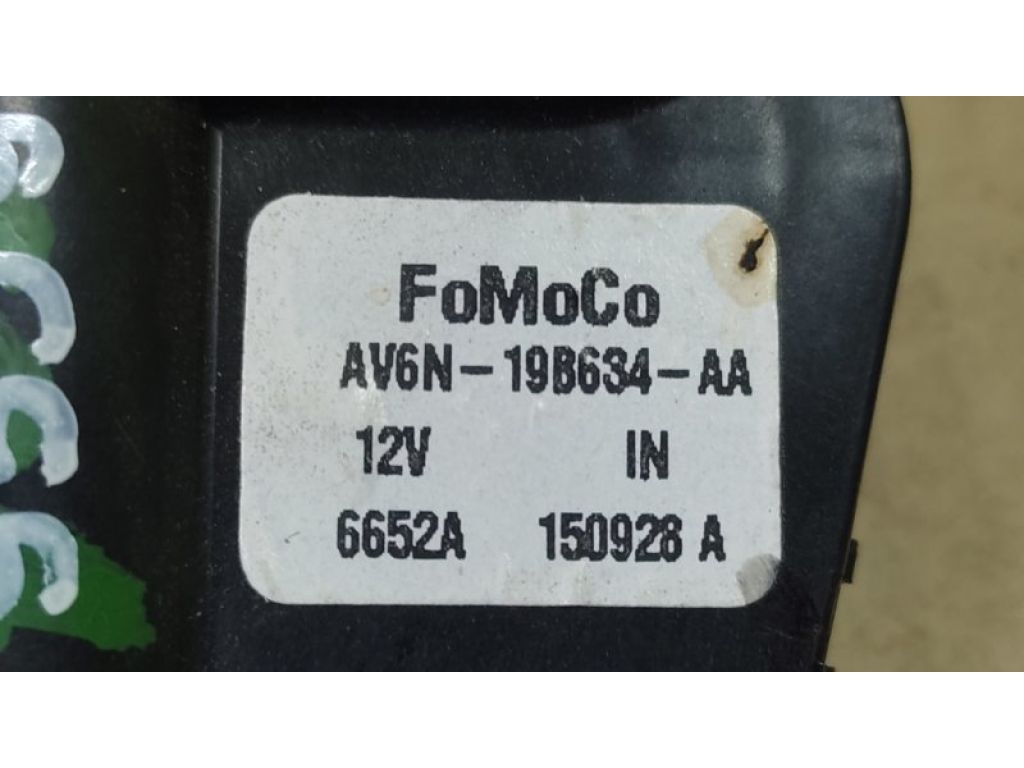 FoMoCo
AV6N-19B634-AA
12V IN
6652A 150928 A